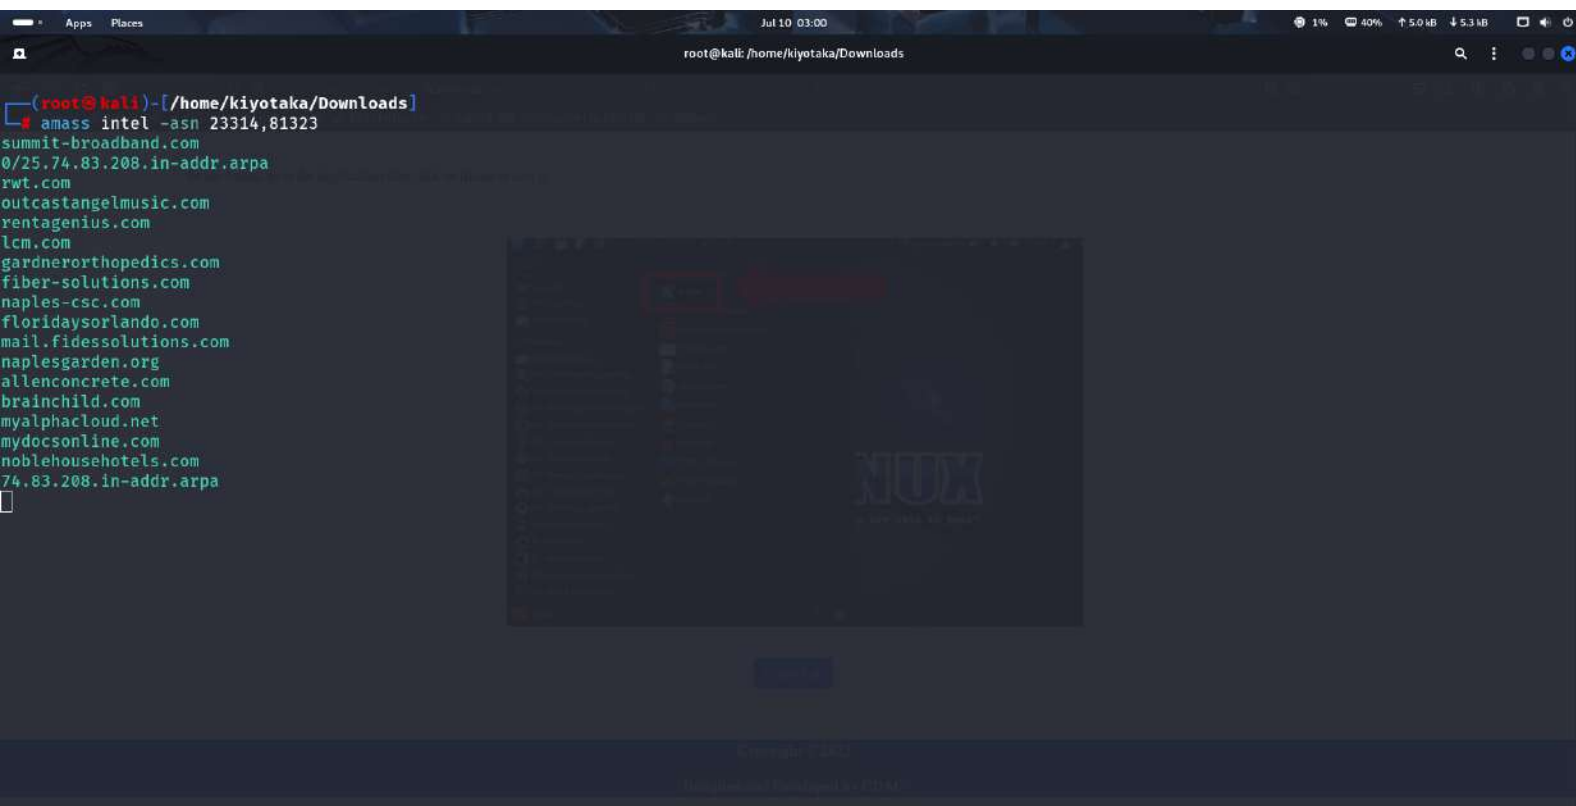 Apps Places Jul 10 03:00 1% 40% ↑ 5.0 kB ↓ 5.3 kB
root@kali: /home/kiyotaka/Downloads
┌──(root㉿kali)-[/home/kiyotaka/Downloads]
└─# amass intel -asn 23314,81323
summit-broadband.com
0/25.74.83.208.in-addr.arpa
rwt.com
outcastangelmusic.com
rentagenius.com
lcm.com
gardnerorthopedics.com
fiber-solutions.com
naples-csc.com
floridaysorlando.com
mail.fidessolutions.com
naplesgarden.org
allenconcrete.com
brainchild.com
myalphacloud.net
mydocsonline.com
noblehousehotels.com
74.83.208.in-addr.arpa
NUX